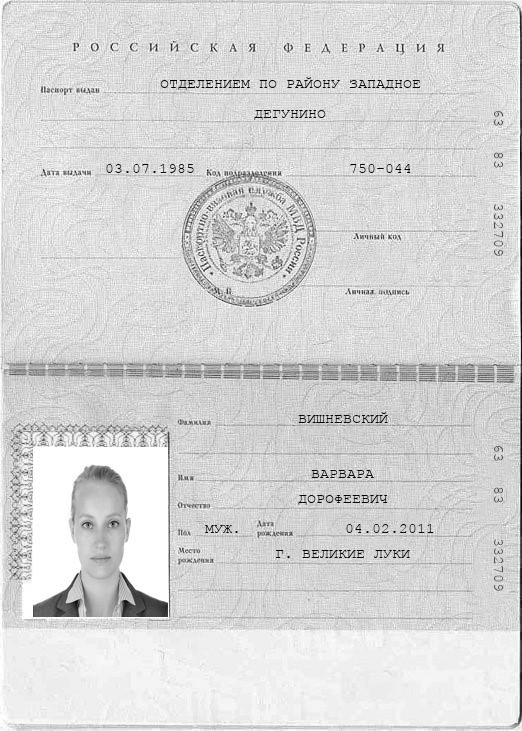 РОССИЙСКАЯ ФЕДЕРАЦИЯ
Паспорт выдан ОТДЕЛЕНИЕМ ПО РАЙОНУ ЗАПАДНОЕ
ДЕГУНИНО
Дата выдачи 03.07.1985 Код подразделения 750-044
63 83 332709
Паспортно-визовая служба МВД России
Личный код
М.П. Личная подпись
Фамилия ВИШНЕВСКИЙ
Имя ВАРВАРА
Отчество ДОРОФЕЕВИЧ
Пол МУЖ. Дата рождения 04.02.2011
Место рождения Г. ВЕЛИКИЕ ЛУКИ
63 83 332709